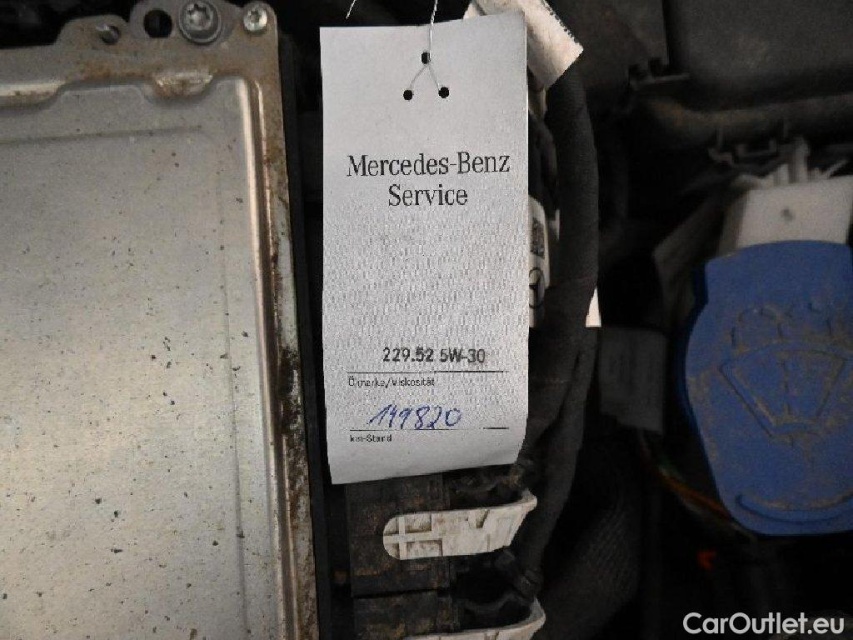 Mercedes-Benz
Service
229.52 5W-30
Ölmarke/Viskosität
149820
km-Stand
CarOutlet.eu